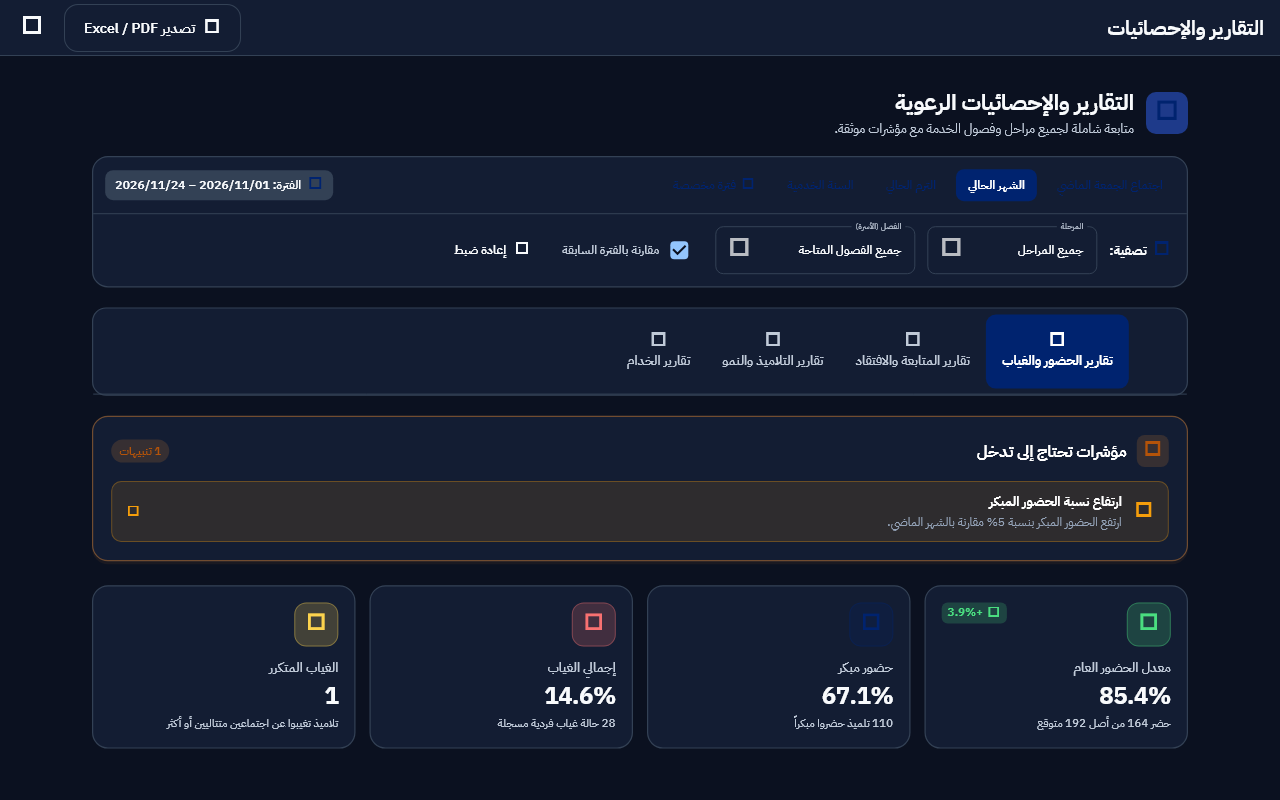 التقارير والإحصائيات
تصدير Excel / PDF
التقارير والإحصائيات الرعوية
متابعة شاملة لجميع مراحل وفصول الخدمة مع مؤشرات موثقة.
الشهر الحالي
الفترة: 2026/11/01 – 2026/11/24
تصفية:
المرحلة
جميع المراحل
الفصل (الأسرة)
جميع الفصول المتاحة
مقارنة بالفترة السابقة
إعادة ضبط
تقارير الحضور والغياب
تقارير المتابعة والافتقاد
تقارير التلاميذ والنمو
تقارير الخدام
مؤشرات تحتاج إلى تدخل
1 تنبيهات
ارتفاع نسبة الحضور المبكر
ارتفع الحضور المبكر بنسبة 5% مقارنة بالشهر الماضي.
+3.9%
معدل الحضور العام
85.4%
حضر 164 من أصل 192 متوقع
حضور مبكر
67.1%
110 تلميذ حضروا مبكراً
إجمالي الغياب
14.6%
28 حالة غياب فردية مسجلة
الغياب المتكرر
1
تلاميذ تغيبوا عن اجتماعين متتاليين أو أكثر